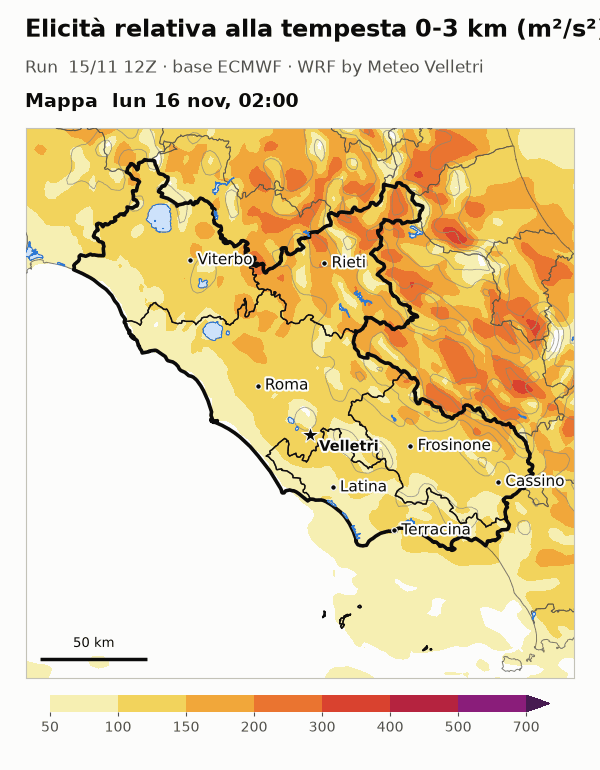 Elicità relativa alla tempesta 0-3 km (m²/s²)
Run 15/11 12Z · base ECMWF · WRF by Meteo Velletri
Mappa lun 16 nov, 02:00
Viterbo
Rieti
Roma
Velletri
Frosinone
Cassino
Latina
Terracina
50 km
50 100 150 200 300 400 500 700